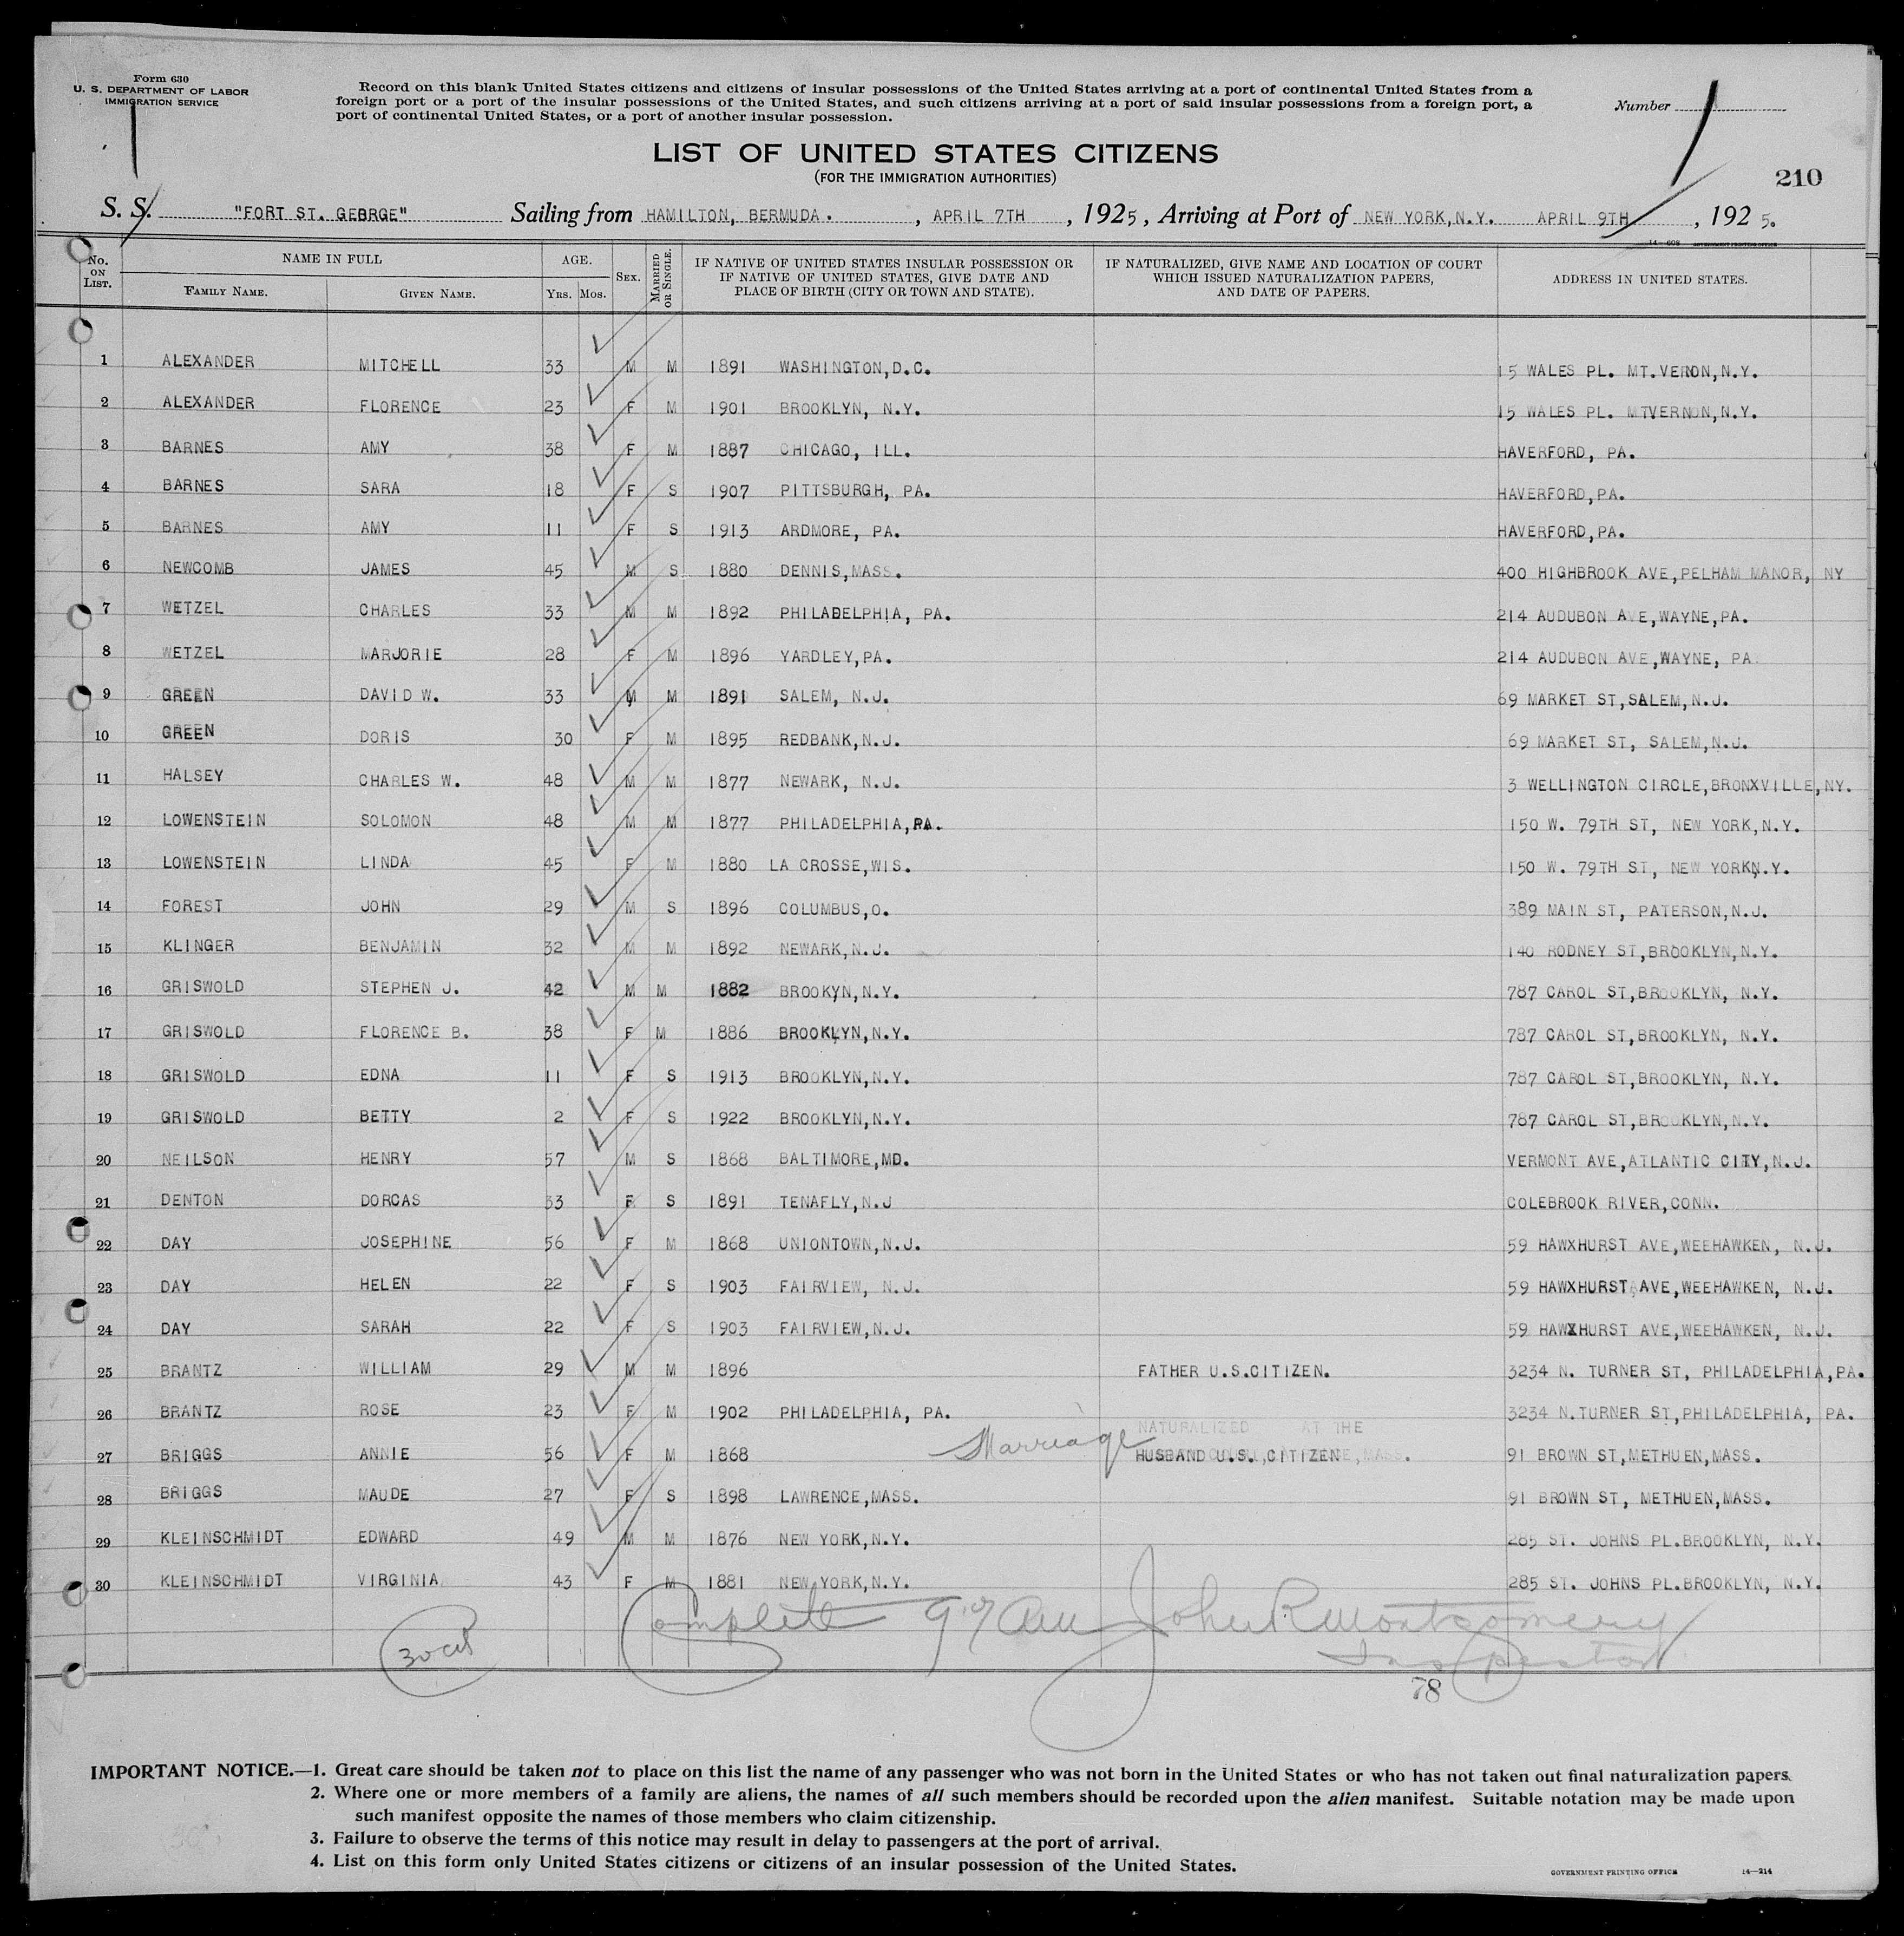 Form 630
U. S. DEPARTMENT OF LABOR
IMMIGRATION SERVICE
Record on this blank United States citizens and citizens of insular possessions of the United States arriving at a port of continental United States from a
foreign port or a port of the insular possessions of the United States, and such citizens arriving at a port of said insular possessions from a foreign port, a
port of continental United States, or a port of another insular possession.
Number 1
LIST OF UNITED STATES CITIZENS
(FOR THE IMMIGRATION AUTHORITIES)
210
S. S. "FORT ST. GEBRGE" Sailing from HAMILTON, BERMUDA. , APRIL 7TH , 1925, Arriving at Port of NEW YORK,N.Y. APRIL 9TH , 192 5.
14—608 GOVERNMENT PRINTING OFFICE
No. ON LIST. NAME IN FULL FAMILY NAME. GIVEN NAME. AGE. Yrs. Mos. SEX. MARRIED OR SINGLE. IF NATIVE OF UNITED STATES INSULAR POSSESSION OR IF NATIVE OF UNITED STATES, GIVE DATE AND PLACE OF BIRTH (CITY OR TOWN AND STATE). IF NATURALIZED, GIVE NAME AND LOCATION OF COURT WHICH ISSUED NATURALIZATION PAPERS, AND DATE OF PAPERS. ADDRESS IN UNITED STATES.
1 ALEXANDER MITCHELL 33 M M 1891 WASHINGTON,D.C. 15 WALES PL. MT.VERON,N.Y.
2 ALEXANDER FLORENCE 23 F M 1901 BROOKLYN, N.Y. 15 WALES PL. MTVERNON,N.Y.
3 BARNES AMY 38 F M 1887 CHICAGO, ILL. HAVERFORD, PA.
4 BARNES SARA 18 F S 1907 PITTSBURGH, PA. HAVERFORD,PA.
5 BARNES AMY 11 F S 1913 ARDMORE, PA. HAVERFORD,PA.
6 NEWCOMB JAMES 45 M S 1880 DENNIS,MASS. 400 HIGHBROOK AVE,PELHAM MANOR, NY
7 WETZEL CHARLES 33 M M 1892 PHILADELPHIA, PA. 214 AUDUBON AVE,WAYNE,PA.
8 WETZEL MARJORIE 28 F M 1896 YARDLEY,PA. 214 AUDUBON AVE,WAYNE, PA.
9 GREEN DAVID W. 33 M M 1891 SALEM, N.J. 69 MARKET ST,SALEM,N.J.
10 GREEN DORIS 30 F M 1895 REDBANK,N.J. 69 MARKET ST, SALEM,N.J.
11 HALSEY CHARLES W. 48 M M 1877 NEWARK, N.J. 3 WELLINGTON CIRCLE,BRONXVILLE,NY.
12 LOWENSTEIN SOLOMON 48 M M 1877 PHILADELPHIA,PA. 150 W. 79TH ST, NEW YORK,N.Y.
13 LOWENSTEIN LINDA 45 F M 1880 LA CROSSE,WIS. 150 W. 79TH ST, NEW YORKN.Y.
14 FOREST JOHN 29 M S 1896 COLUMBUS,O. 389 MAIN ST, PATERSON,N.J.
15 KLINGER BENJAMIN 32 M M 1892 NEWARK,N.J. 140 RODNEY ST,BROOKLYN,N.Y.
16 GRISWOLD STEPHEN J. 42 M M 1882 BROOKYN,N.Y. 787 CAROL ST,BROOKLYN, N.Y.
17 GRISWOLD FLORENCE B. 38 F M 1886 BROOKLYN,N.Y. 787 CAROL ST,BROOKLYN, N.Y.
18 GRISWOLD EDNA 11 F S 1913 BROOKLYN,N.Y. 787 CAROL ST,BROOKLYN, N.Y.
19 GRISWOLD BETTY 2 F S 1922 BROOKLYN,N.Y. 787 CAROL ST,BROOKLYN,N.Y.
20 NEILSON HENRY 57 M S 1868 BALTIMORE,MD. VERMONT AVE,ATLANTIC CITY,N.J.
21 DENTON DORCAS 33 F S 1891 TENAFLY,N.J COLEBROOK RIVER,CONN.
22 DAY JOSEPHINE 56 F M 1868 UNIONTOWN,N.J. 59 HAWXHURST AVE,WEEHAWKEN, N.J.
23 DAY HELEN 22 F S 1903 FAIRVIEW, N.J. 59 HAWXHURST AVE,WEEHAWKEN, N.J.
24 DAY SARAH 22 F S 1903 FAIRVIEW,N.J. 59 HAWXHURST AVE,WEEHAWKEN, N.J.
25 BRANTZ WILLIAM 29 M M 1896 FATHER U.S.CITIZEN. 3234 N. TURNER ST, PHILADELPHIA,PA.
26 BRANTZ ROSE 23 F M 1902 PHILADELPHIA, PA. 3234 N.TURNER ST,PHILADELPHIA, PA.
NATURALIZED AT THE
27 BRIGGS ANNIE 56 F M 1868 Marriage HUSBAND U.S. CITIZEN ,MASS. 91 BROWN ST,METHUEN,MASS.
28 BRIGGS MAUDE 27 F S 1898 LAWRENCE,MASS. 91 BROWN ST, METHUEN,MASS.
29 KLEINSCHMIDT EDWARD 49 M M 1876 NEW YORK,N.Y. 285 ST. JOHNS PL.BROOKLYN, N.Y.
30 KLEINSCHMIDT VIRGINIA 43 F M 1881 NEW YORK,N.Y. 285 ST. JOHNS PL.BROOKLYN, N.Y.
Complete John R Montgomery
30 Inspector
78
IMPORTANT NOTICE.—1. Great care should be taken not to place on this list the name of any passenger who was not born in the United States or who has not taken out final naturalization papers.
2. Where one or more members of a family are aliens, the names of all such members should be recorded upon the alien manifest. Suitable notation may be made upon
such manifest opposite the names of those members who claim citizenship.
3. Failure to observe the terms of this notice may result in delay to passengers at the port of arrival.
4. List on this form only United States citizens or citizens of an insular possession of the United States.
GOVERNMENT PRINTING OFFICE 14—214